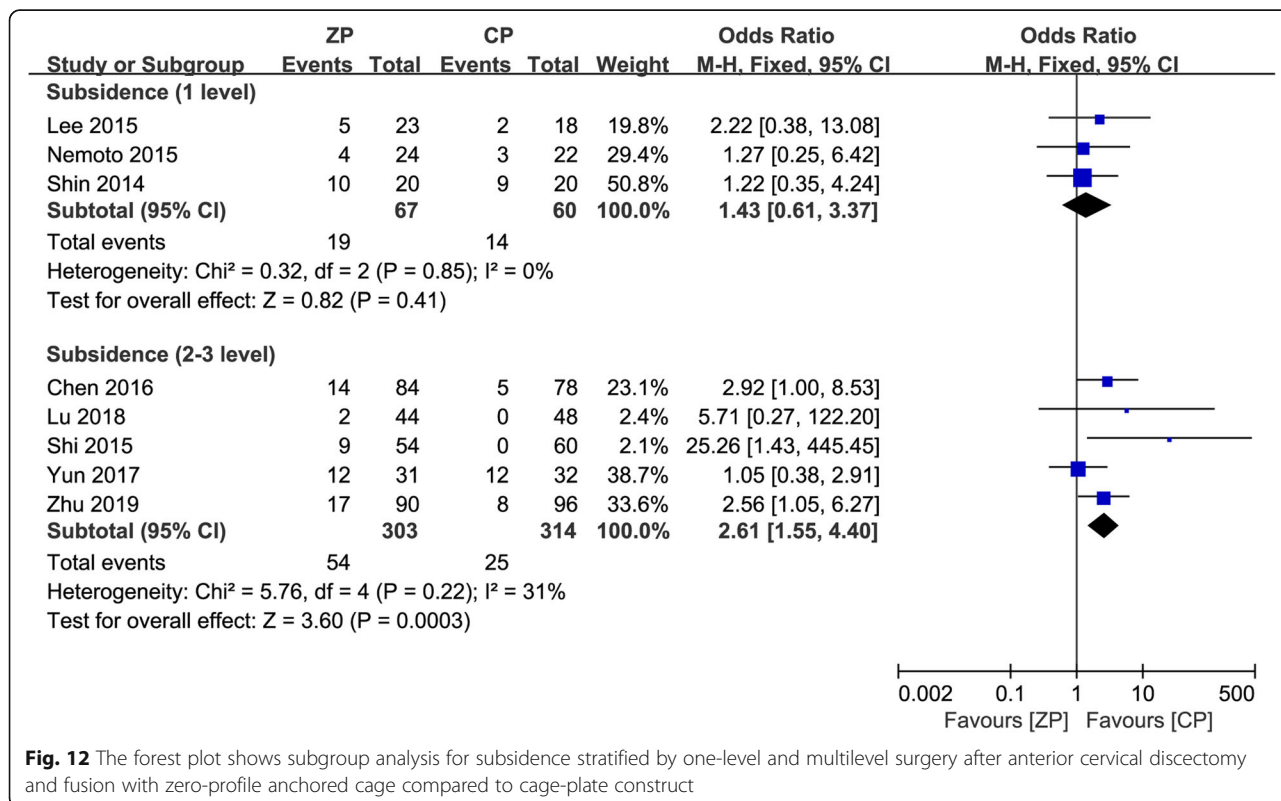 ZP CP Odds Ratio Odds Ratio
Study or Subgroup Events Total Events Total Weight M-H, Fixed, 95% CI M-H, Fixed, 95% CI
Subsidence (1 level)
Lee 2015 5 23 2 18 19.8% 2.22 [0.38, 13.08]
Nemoto 2015 4 24 3 22 29.4% 1.27 [0.25, 6.42]
Shin 2014 10 20 9 20 50.8% 1.22 [0.35, 4.24]
Subtotal (95% CI) 67 60 100.0% 1.43 [0.61, 3.37]
Total events 19 14
Heterogeneity: Chi² = 0.32, df = 2 (P = 0.85); I² = 0%
Test for overall effect: Z = 0.82 (P = 0.41)
Subsidence (2-3 level)
Chen 2016 14 84 5 78 23.1% 2.92 [1.00, 8.53]
Lu 2018 2 44 0 48 2.4% 5.71 [0.27, 122.20]
Shi 2015 9 54 0 60 2.1% 25.26 [1.43, 445.45]
Yun 2017 12 31 12 32 38.7% 1.05 [0.38, 2.91]
Zhu 2019 17 90 8 96 33.6% 2.56 [1.05, 6.27]
Subtotal (95% CI) 303 314 100.0% 2.61 [1.55, 4.40]
Total events 54 25
Heterogeneity: Chi² = 5.76, df = 4 (P = 0.22); I² = 31%
Test for overall effect: Z = 3.60 (P = 0.0003)
0.002 0.1 1 10 500
Favours [ZP] Favours [CP]
Fig. 12 The forest plot shows subgroup analysis for subsidence stratified by one-level and multilevel surgery after anterior cervical discectomy
and fusion with zero-profile anchored cage compared to cage-plate construct